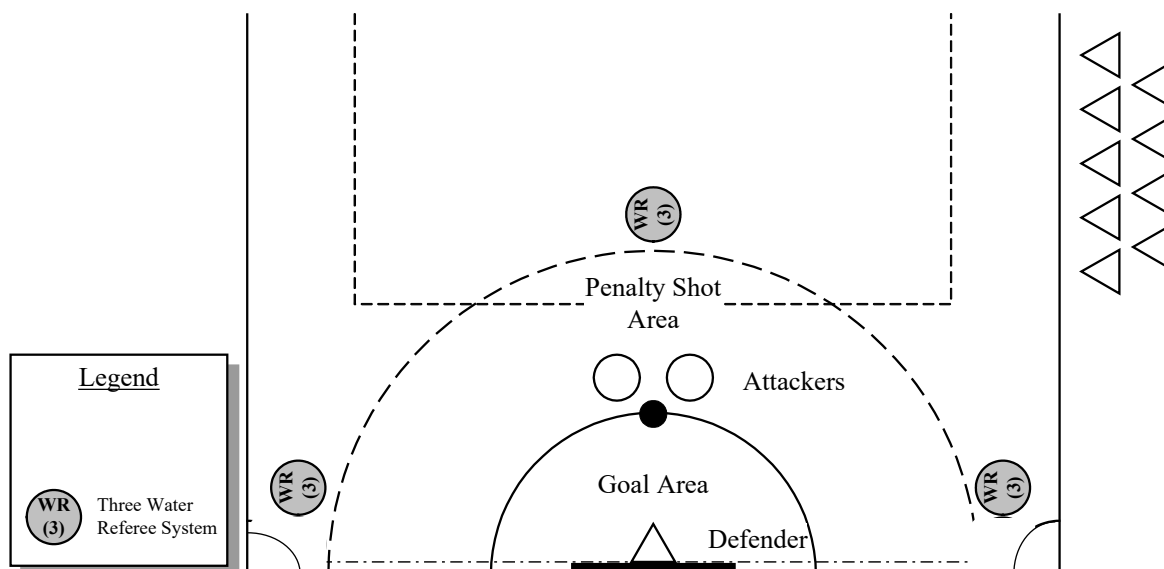 WR
(3)
Penalty Shot
Area
Attackers
Legend
WR
(3)
WR
(3)
Goal Area
WR
(3)
Three Water
Referee System
Defender